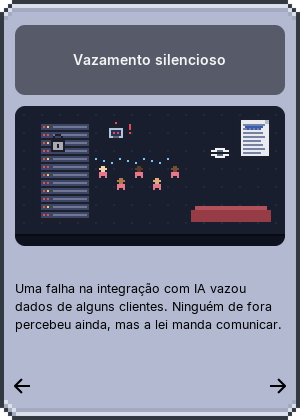 Vazamento silencioso
Uma falha na integração com IA vazou
dados de alguns clientes. Ninguém de fora
percebeu ainda, mas a lei manda comunicar.